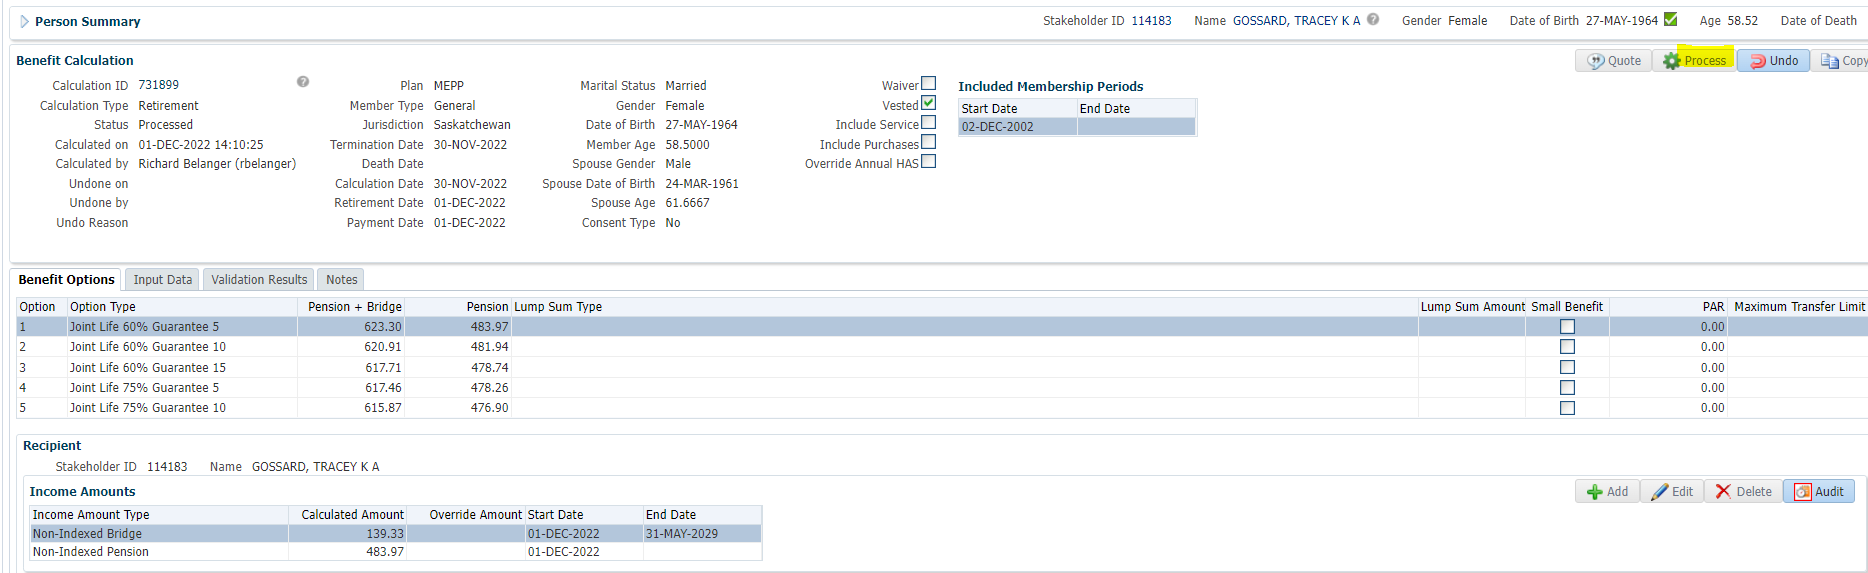 Person Summary Stakeholder ID 114183 Name GOSSARD, TRACEY K A Gender Female Date of Birth 27-MAY-1964 Age 58.52 Date of Death
Benefit Calculation Quote Process Undo Copy
Calculation ID 731899 Plan MEPP Marital Status Married Waiver Included Membership Periods
Calculation Type Retirement Member Type General Gender Female Vested Start Date End Date
Status Processed Jurisdiction Saskatchewan Date of Birth 27-MAY-1964 Include Service 02-DEC-2002
Calculated on 01-DEC-2022 14:10:25 Termination Date 30-NOV-2022 Member Age 58.5000 Include Purchases
Calculated by Richard Belanger (rbelanger) Death Date Spouse Gender Male Override Annual HAS
Undone on Calculation Date 30-NOV-2022 Spouse Date of Birth 24-MAR-1961
Undone by Retirement Date 01-DEC-2022 Spouse Age 61.6667
Undo Reason Payment Date 01-DEC-2022 Consent Type No
Benefit Options Input Data Validation Results Notes
Option Option Type Pension + Bridge Pension Lump Sum Type Lump Sum Amount Small Benefit PAR Maximum Transfer Limit
1 Joint Life 60% Guarantee 5 623.30 483.97 0.00
2 Joint Life 60% Guarantee 10 620.91 481.94 0.00
3 Joint Life 60% Guarantee 15 617.71 478.74 0.00
4 Joint Life 75% Guarantee 5 617.46 478.26 0.00
5 Joint Life 75% Guarantee 10 615.87 476.90 0.00
Recipient
Stakeholder ID 114183 Name GOSSARD, TRACEY K A
Income Amounts Add Edit Delete Audit
Income Amount Type Calculated Amount Override Amount Start Date End Date
Non-Indexed Bridge 139.33 01-DEC-2022 31-MAY-2029
Non-Indexed Pension 483.97 01-DEC-2022